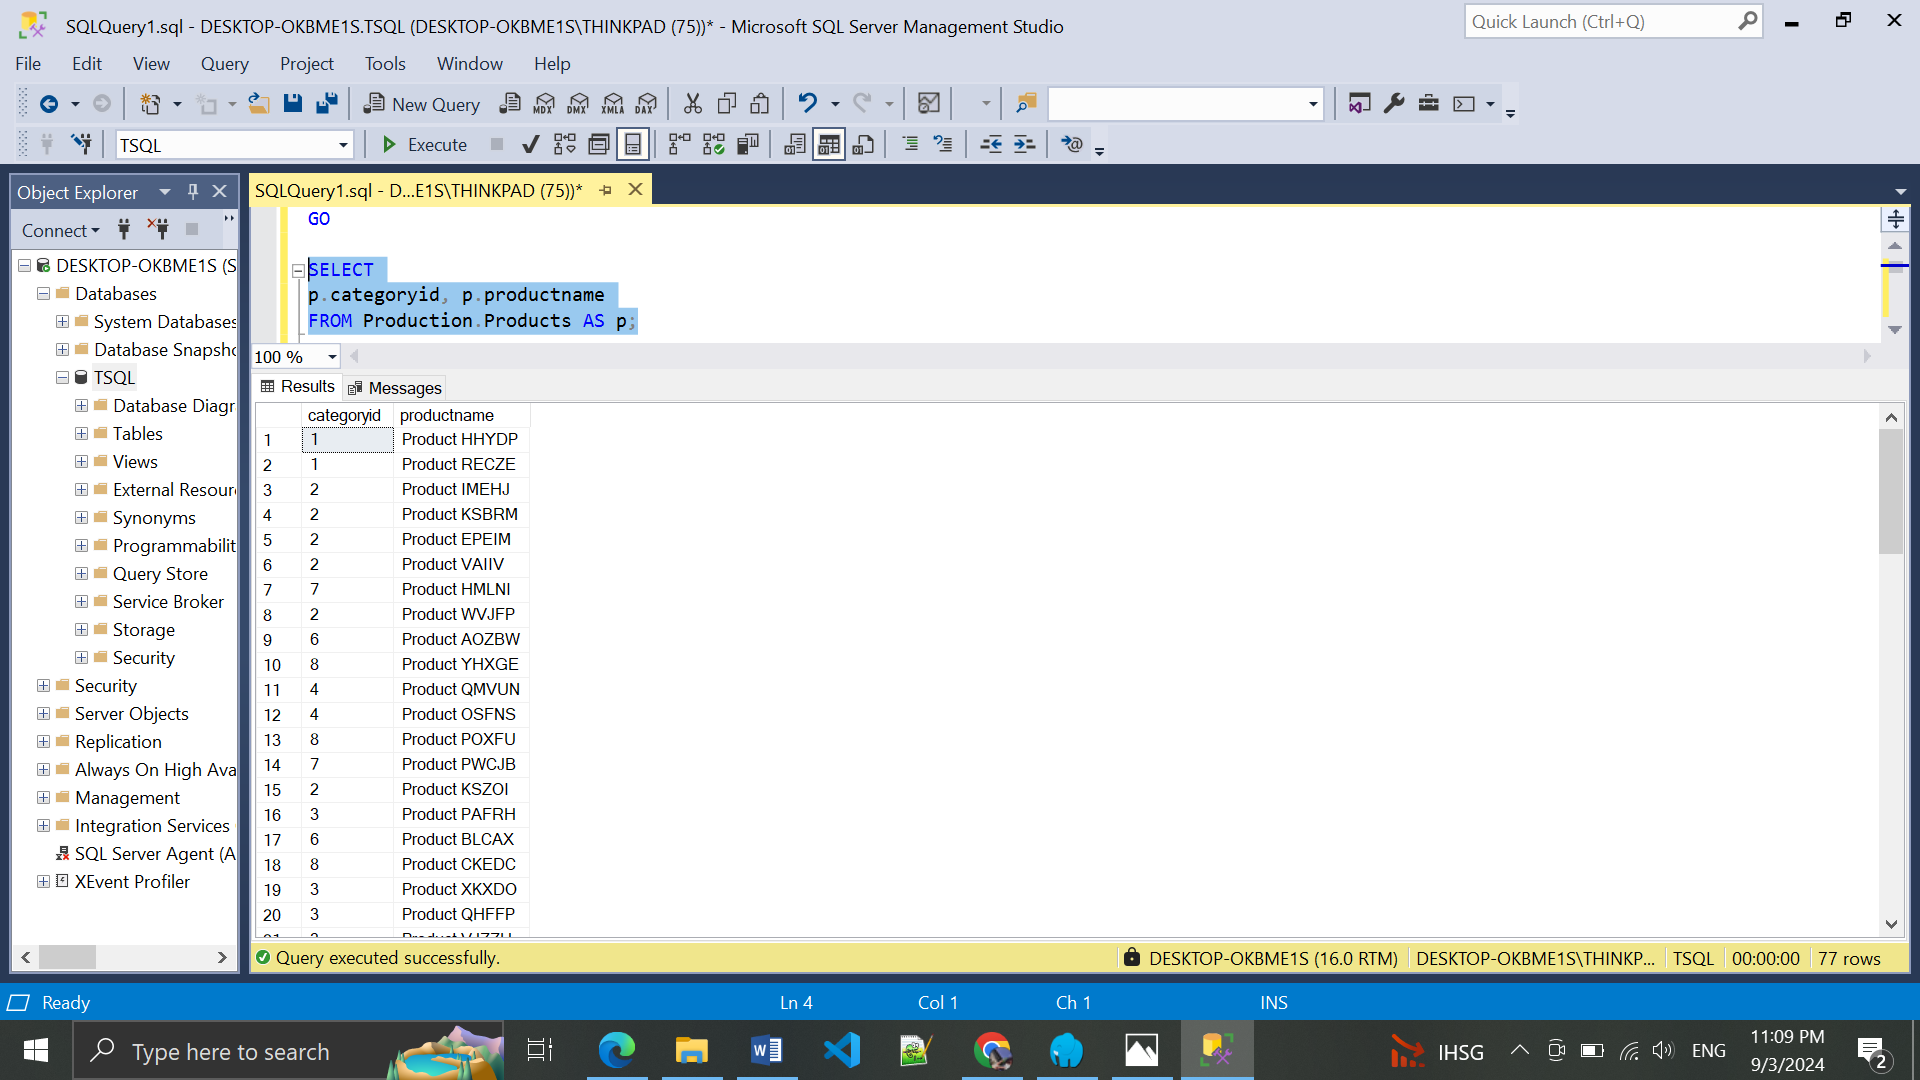 SQLQuery1.sql - DESKTOP-OKBME1S.TSQL (DESKTOP-OKBME1S\THINKPAD (75))* - Microsoft SQL Server Management Studio
Quick Launch (Ctrl+Q)
File Edit View Query Project Tools Window Help
New Query MDX DMX XMLA DAX
TSQL Execute
Object Explorer
SQLQuery1.sql - D...E1S\THINKPAD (75))*
Connect
DESKTOP-OKBME1S (S
Databases
System Databases
Database Snapsho
TSQL
Database Diagr
Tables
Views
External Resour
Synonyms
Programmabilit
Query Store
Service Broker
Storage
Security
Security
Server Objects
Replication
Always On High Ava
Management
Integration Services
SQL Server Agent (A
XEvent Profiler
GO
SELECT
p.categoryid, p.productname
FROM Production.Products AS p;
100 %
Results Messages
categoryid productname
1 1 Product HHYDP
2 1 Product RECZE
3 2 Product IMEHJ
4 2 Product KSBRM
5 2 Product EPEIM
6 2 Product VAIIV
7 7 Product HMLNI
8 2 Product WVJFP
9 6 Product AOZBW
10 8 Product YHXGE
11 4 Product QMVUN
12 4 Product OSFNS
13 8 Product POXFU
14 7 Product PWCJB
15 2 Product KSZOI
16 3 Product PAFRH
17 6 Product BLCAX
18 8 Product CKEDC
19 3 Product XKXDO
20 3 Product QHFFP
Query executed successfully. DESKTOP-OKBME1S (16.0 RTM) DESKTOP-OKBME1S\THINKP... TSQL 00:00:00 77 rows
Ready Ln 4 Col 1 Ch 1 INS
Type here to search
IHSG
ENG
11:09 PM
9/3/2024
2